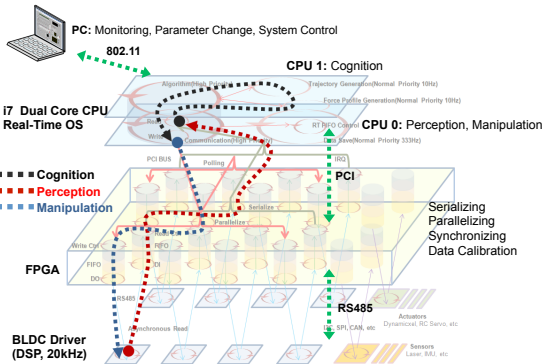 PC: Monitoring, Parameter Change, System Control
802.11
CPU 1: Cognition
Algorithm(High Priority)
Trajectory Generation(Normal Priority 10Hz)
Force Profile Generation(Normal Priority 10Hz)
i7 Dual Core CPU
Real-Time OS
RT FIFO Control
CPU 0: Perception, Manipulation
Communication(High Priority)
Data Save(Normal Priority 333Hz)
PCI BUS
Polling
IRQ
PCI
Cognition
Perception
Manipulation
Serialize
Parallelize
Serializing
Parallelizing
Synchronizing
Data Calibration
Write Ctrl
FIFO
FIFO
DO
DI
FPGA
RS485
RS485
I2C, SPI, CAN, etc
Actuators
Dynamixel, RC Servo, etc
Asynchronous Read
BLDC Driver
(DSP, 20kHz)
Sensors
Laser, IMU, etc